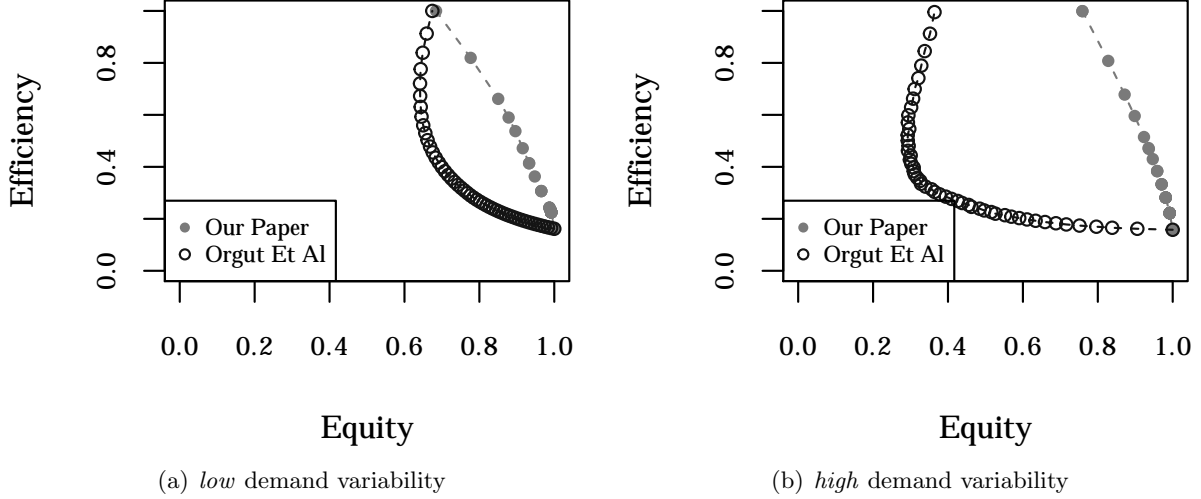 Efficiency
0.0 0.4 0.8
Our Paper
Orgut Et Al
0.0 0.2 0.4 0.6 0.8 1.0
Equity
(a) low demand variability
Efficiency
0.0 0.4 0.8
Our Paper
Orgut Et Al
0.0 0.2 0.4 0.6 0.8 1.0
Equity
(b) high demand variability